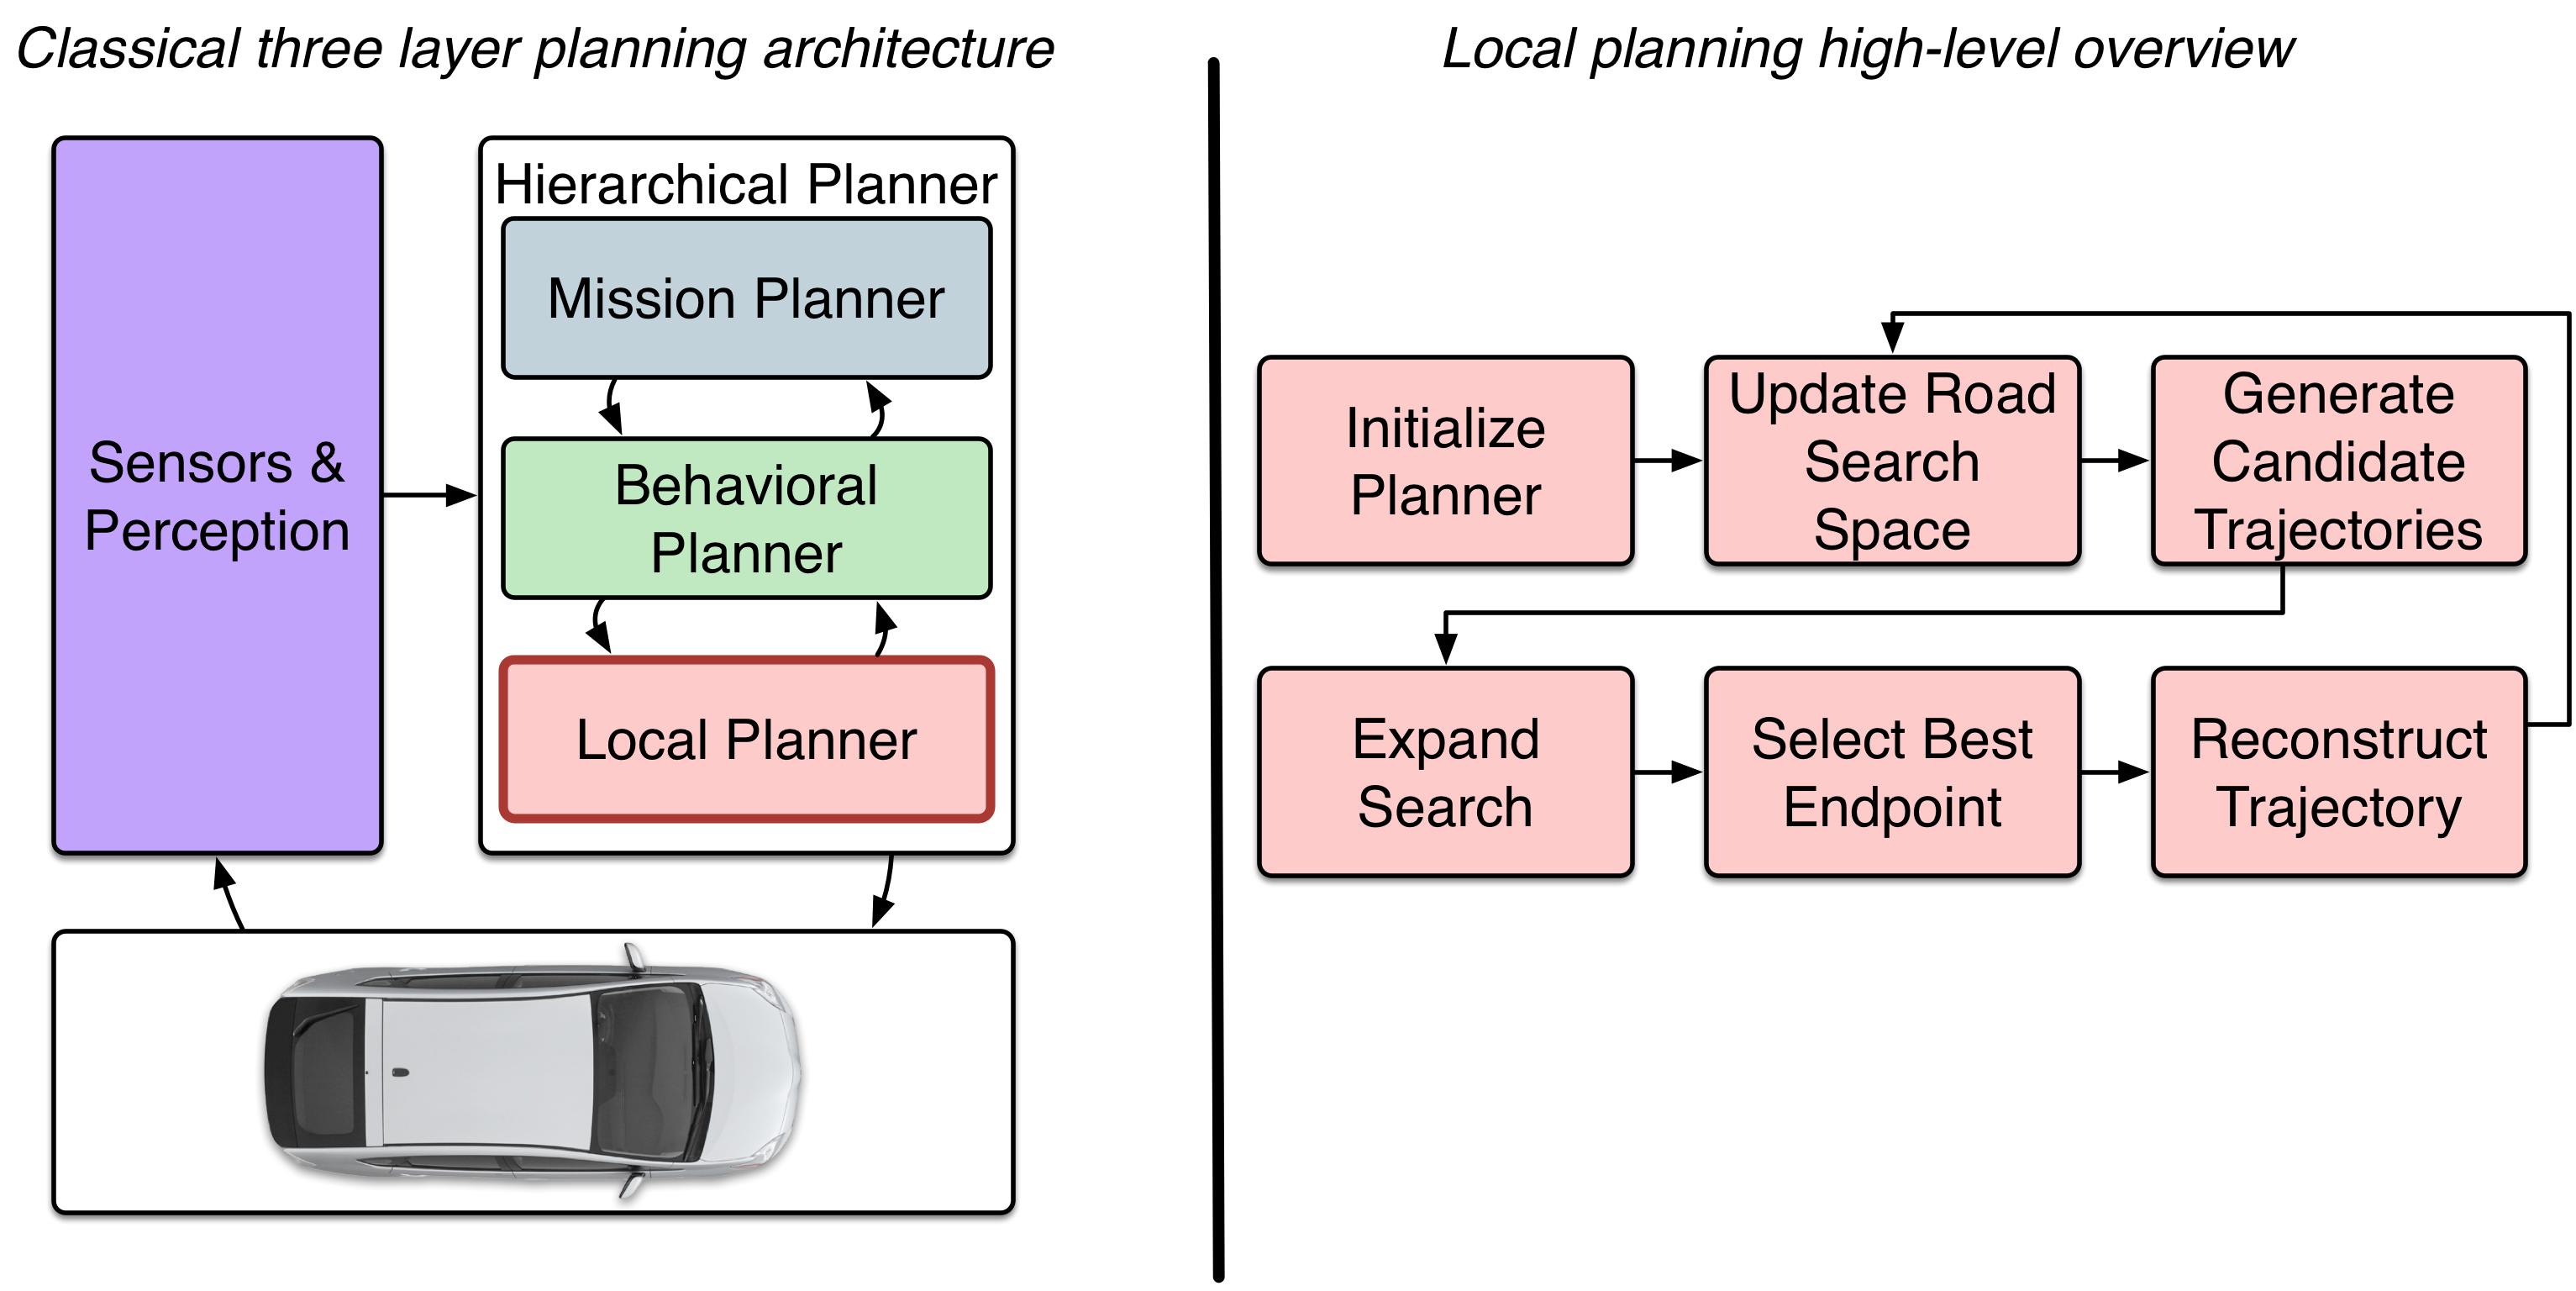 Classical three layer planning architecture
Sensors &
Perception
Hierarchical Planner
Mission Planner
Behavioral
Planner
Local Planner
Local planning high-level overview
Initialize
Planner
Update Road
Search
Space
Generate
Candidate
Trajectories
Expand
Search
Select Best
Endpoint
Reconstruct
Trajectory